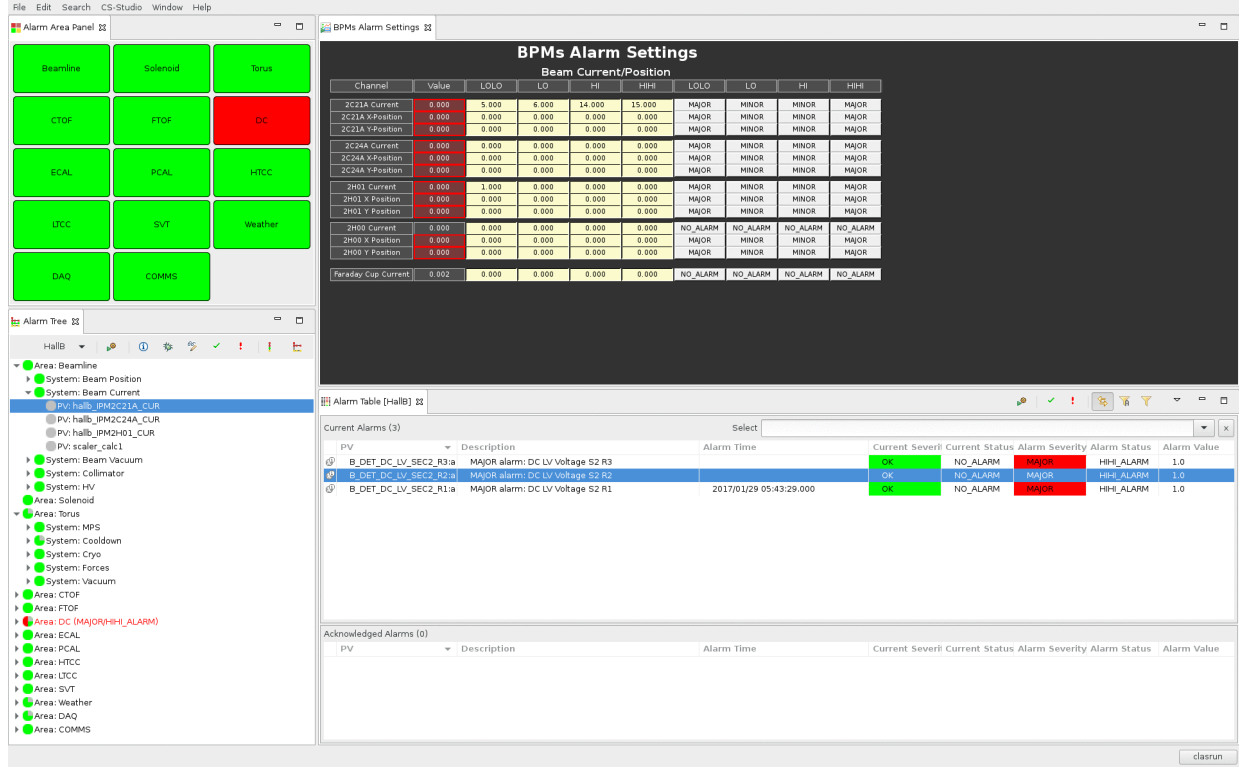 File Edit Search CS-Studio Window Help
Alarm Area Panel
Beamline Solenoid Torus
CTOF FTOF DC
ECAL PCAL HTCC
LTCC SVT Weather
DAQ COMMS
Alarm Tree
HallB
Area: Beamline
System: Beam Position
System: Beam Current
PV: hallb_IPM2C21A_CUR
PV: hallb_IPM2C24A_CUR
PV: hallb_IPM2H01_CUR
PV: scaler_calc1
System: Beam Vacuum
System: Collimator
System: HV
Area: Solenoid
Area: Torus
System: MPS
System: Cooldown
System: Cryo
System: Forces
System: Vacuum
Area: CTOF
Area: FTOF
Area: DC (MAJOR/HIHI_ALARM)
Area: ECAL
Area: PCAL
Area: HTCC
Area: LTCC
Area: SVT
Area: Weather
Area: DAQ
Area: COMMS
BPMs Alarm Settings
BPMs Alarm Settings
Beam Current/Position
Channel Value LOLO LO HI HIHI LOLO LO HI HIHI
2C21A Current 0.000 5.000 6.000 14.000 15.000 MAJOR MINOR MINOR MAJOR
2C21A X-Position 0.000 0.000 0.000 0.000 0.000 MAJOR MINOR MINOR MAJOR
2C21A Y-Position 0.000 0.000 0.000 0.000 0.000 MAJOR MINOR MINOR MAJOR
2C24A Current 0.000 0.000 0.000 0.000 0.000 MAJOR MINOR MINOR MAJOR
2C24A X-Position 0.000 0.000 0.000 0.000 0.000 MAJOR MINOR MINOR MAJOR
2C24A Y-Position 0.000 0.000 0.000 0.000 0.000 MAJOR MINOR MINOR MAJOR
2H01 Current 0.000 1.000 0.000 0.000 0.000 MAJOR MINOR MINOR MAJOR
2H01 X Position 0.000 0.000 0.000 0.000 0.000 MAJOR MINOR MINOR MAJOR
2H01 Y Position 0.000 0.000 0.000 0.000 0.000 MAJOR MINOR MINOR MAJOR
2H00 Current 0.000 0.000 0.000 0.000 0.000 NO_ALARM NO_ALARM NO_ALARM NO_ALARM
2H00 X Position 0.000 0.000 0.000 0.000 0.000 MAJOR MINOR MINOR MAJOR
2H00 Y Position 0.000 0.000 0.000 0.000 0.000 MAJOR MINOR MINOR MAJOR
Faraday Cup Current 0.002 0.000 0.000 0.000 0.000 NO_ALARM NO_ALARM NO_ALARM NO_ALARM
Alarm Table [HallB]
Current Alarms (3) Select x
PV Description Alarm Time Current Severi Current Status Alarm Severity Alarm Status Alarm Value
B_DET_DC_LV_SEC2_R3:a MAJOR alarm: DC LV Voltage S2 R3 OK NO_ALARM MAJOR HIHI_ALARM 1.0
B_DET_DC_LV_SEC2_R2:a MAJOR alarm: DC LV Voltage S2 R2 OK NO_ALARM MAJOR HIHI_ALARM 1.0
B_DET_DC_LV_SEC2_R1:a MAJOR alarm: DC LV Voltage S2 R1 2017/01/29 05:43:29.000 OK NO_ALARM MAJOR HIHI_ALARM 1.0
Acknowledged Alarms (0)
PV Description Alarm Time Current Severi Current Status Alarm Severity Alarm Status Alarm Value
clasrun